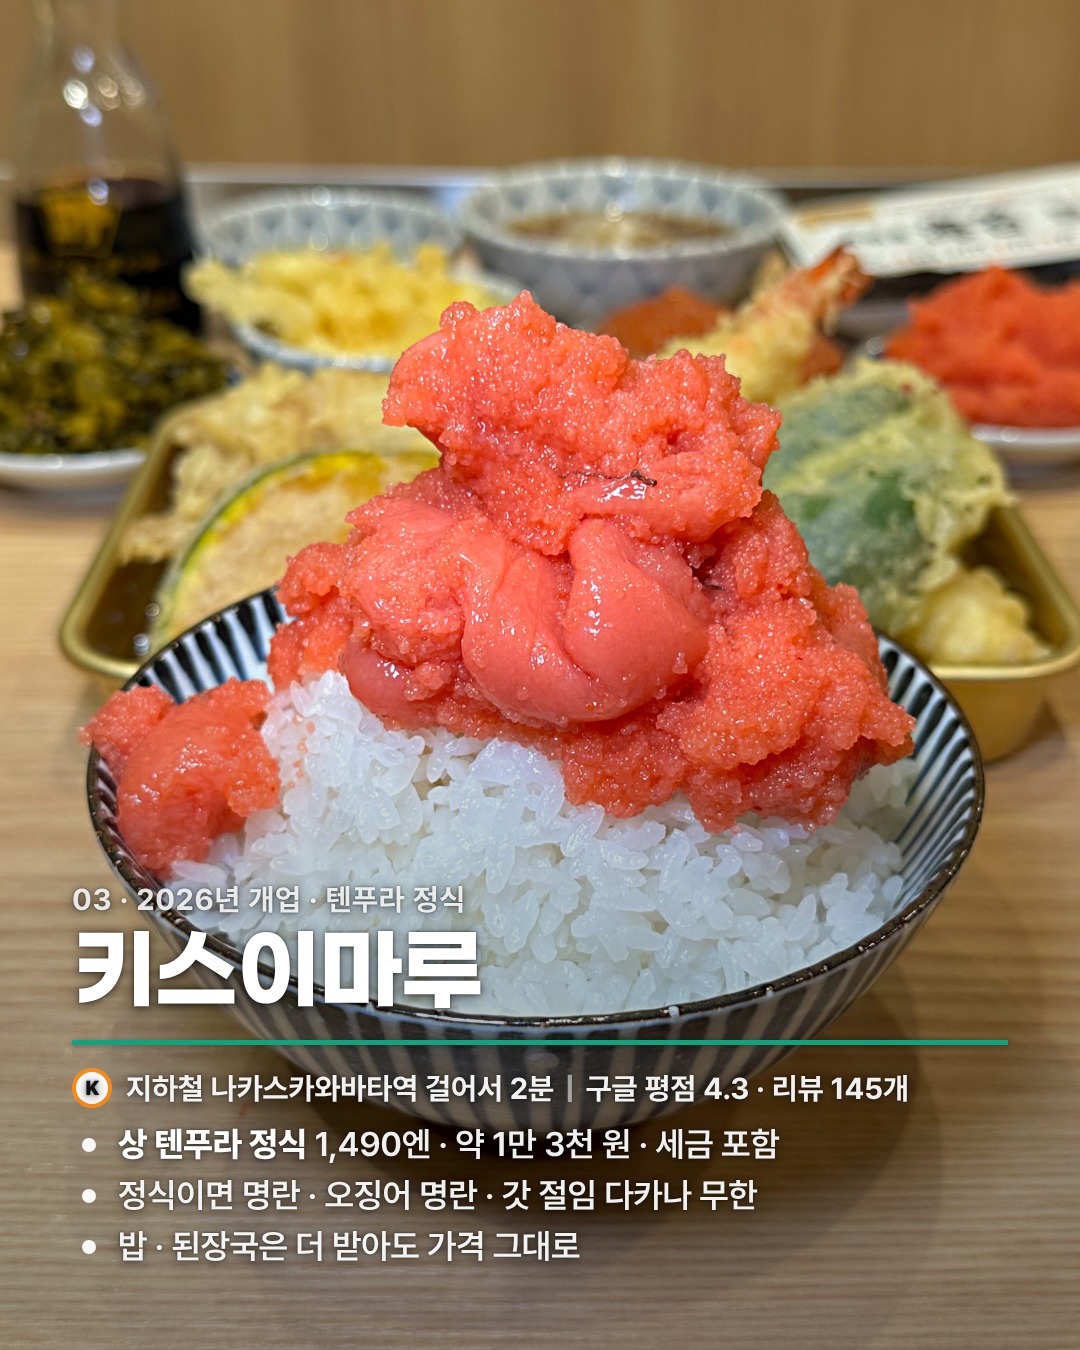 03 · 2026년 개업 · 텐푸라 정식
키스이마루
K 지하철 나카스카와바타역 걸어서 2분 | 구글 평점 4.3 · 리뷰 145개
• 상 텐푸라 정식 1,490엔 · 약 1만 3천 원 · 세금 포함
• 정식이면 명란 · 오징어 명란 · 갓 절임 다카나 무한
• 밥 · 된장국은 더 받아도 가격 그대로